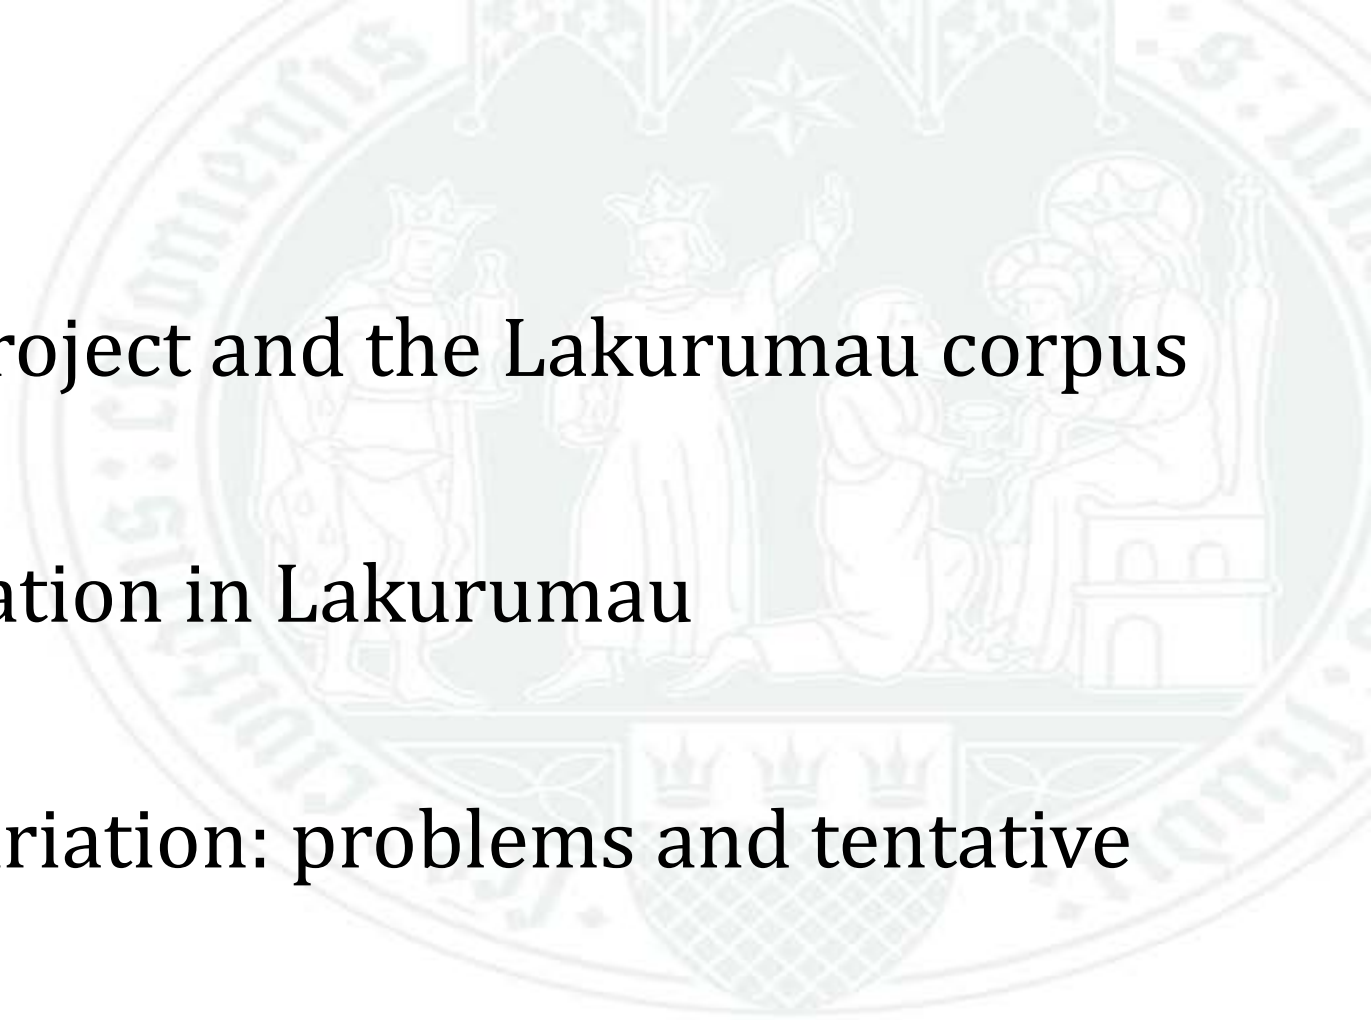 roject and the Lakurumau corpus
ation in Lakurumau
riation: problems and tentative